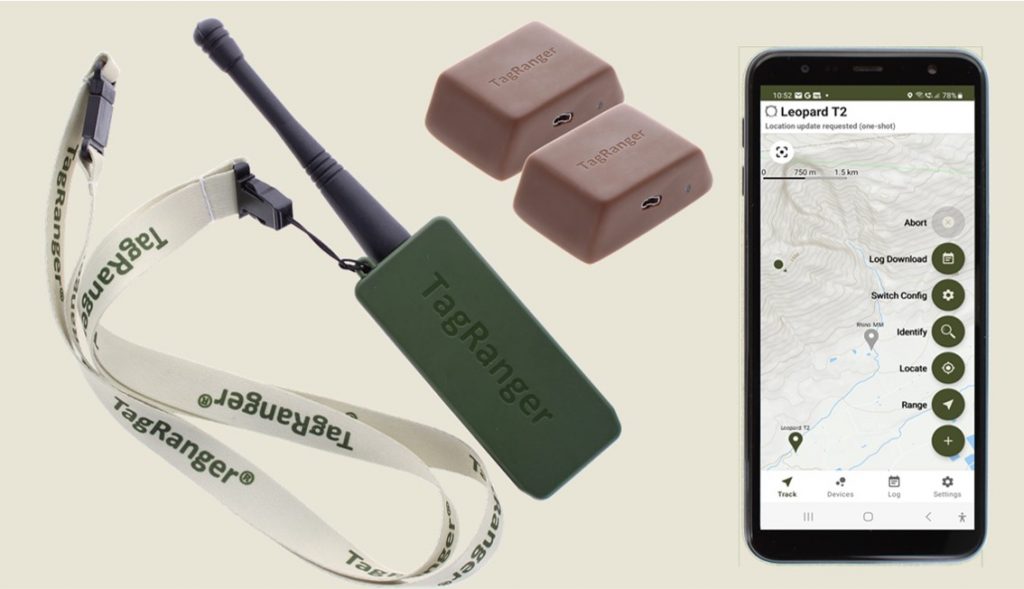 TagRanger®
TagRanger®
TagRanger®
TagRanger®
TagRanger
TagRanger
TagRanger
TagRanger
TagRanger
10:52
78%
Leopard T2
Location update requested (one-shot)
0 750 m 1.5 km
Abort
Log Download
Switch Config
Rhino MM
Identify
Locate
Range
Leopard T2
Track Devices Log Settings